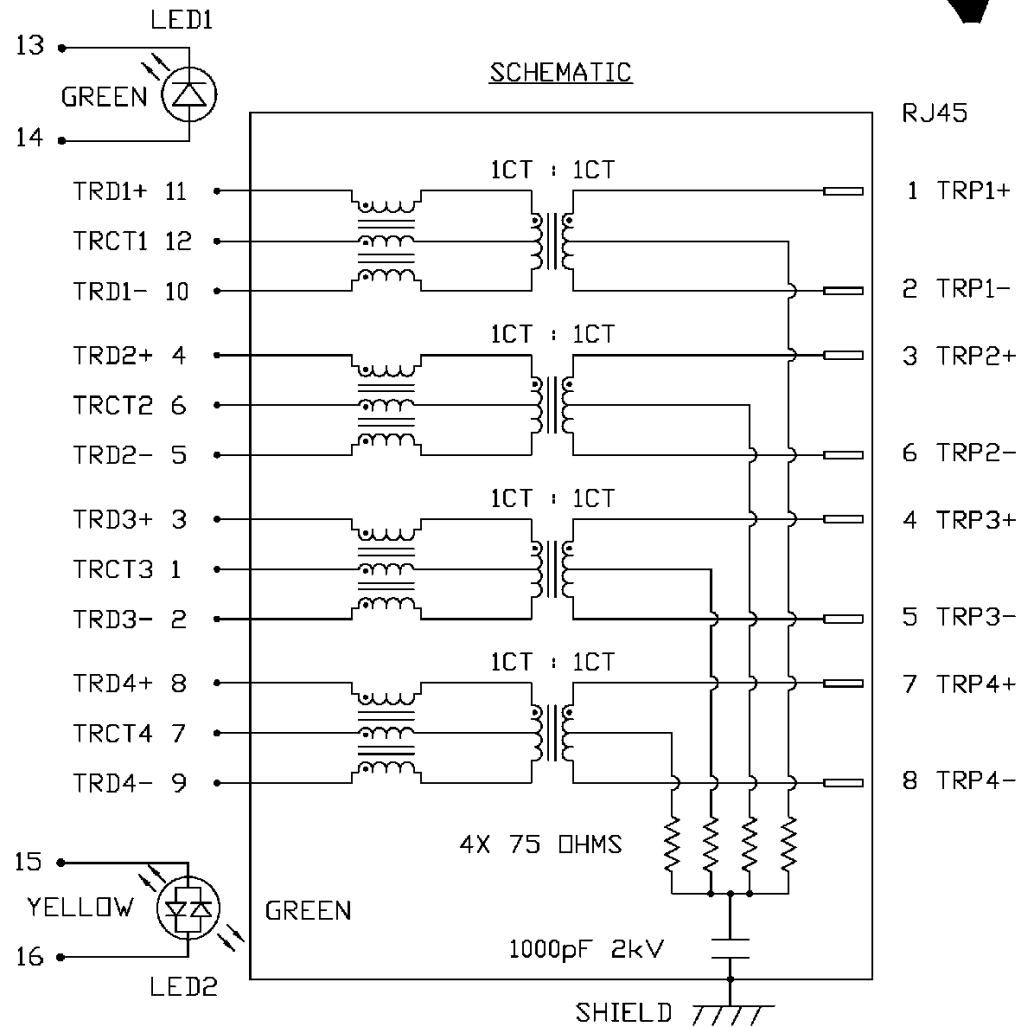 LED1
13
SCHEMATIC
GREEN
RJ45
14
1CT : 1CT
TRD1+ 11
1 TRP1+
TRCT1 12
TRD1- 10
2 TRP1-
1CT : 1CT
TRD2+ 4
3 TRP2+
TRCT2 6
TRD2- 5
6 TRP2-
1CT : 1CT
TRD3+ 3
4 TRP3+
TRCT3 1
TRD3- 2
5 TRP3-
1CT : 1CT
TRD4+ 8
7 TRP4+
TRCT4 7
TRD4- 9
8 TRP4-
4X 75 OHMS
15
YELLOW
GREEN
16
1000pF 2kV
LED2
SHIELD